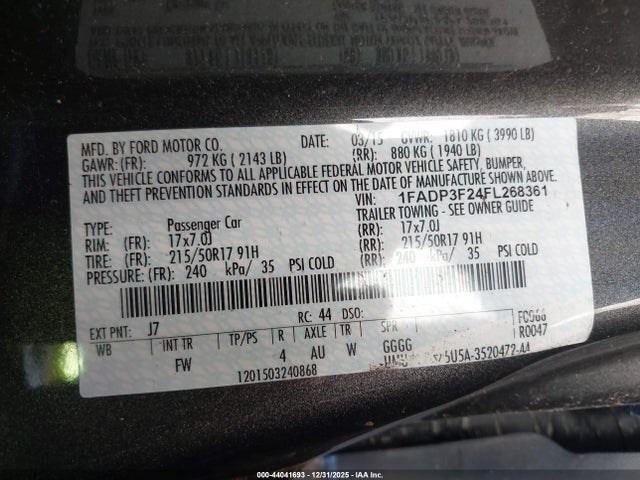 MFD. BY FORD MOTOR CO. DATE: 03/15 GVWR: 1810 KG ( 3990 LB)
GAWR: (FR): 972 KG ( 2143 LB) (RR): 880 KG ( 1940 LB)
THIS VEHICLE CONFORMS TO ALL APPLICABLE FEDERAL MOTOR VEHICLE SAFETY, BUMPER,
AND THEFT PREVENTION STANDARDS IN EFFECT ON THE DATE OF MANUFACTURE SHOWN ABOVE.
VIN: 1FADP3F24FL268361
TYPE: Passenger Car TRAILER TOWING - SEE OWNER GUIDE
RIM: (FR): 17x7.0J (RR): 17x7.0J
TIRE: (FR): 215/50R17 91H (RR): 215/50R17 91H
PRESSURE: (FR): 240 kPa/ 35 PSI COLD (RR): 240 kPa/ 35 PSI COLD
EXT PNT: J7 RC: 44 DSO: FC966
WB INT TR TP/PS R AXLE TR SPR R0047
FW 4 AU W GGGG
1201503240868 5U5A-3520472-AA
000-44041693 - 12/31/2025 - IAA Inc.